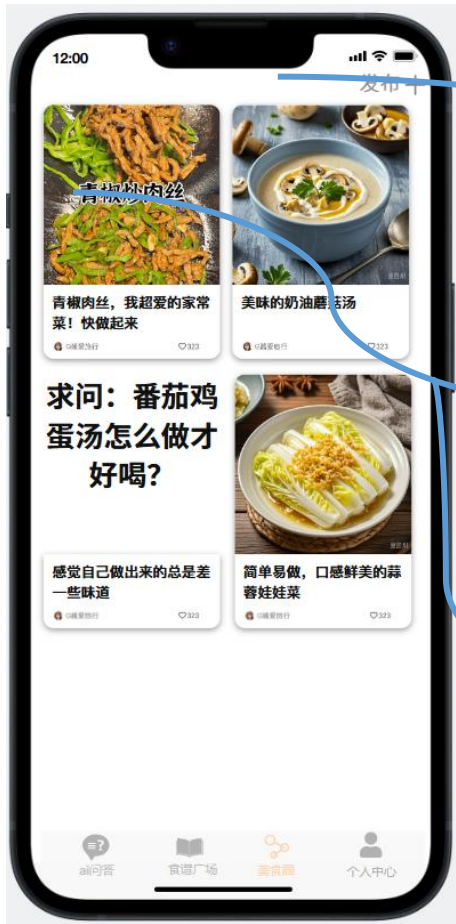 12:00
发布+
青椒炒肉丝
青椒肉丝，我超爱的家常
菜！快做起来
♡323
美味的奶油蘑菇汤
♡323
求问：番茄鸡
蛋汤怎么做才
好喝?
感觉自己做出来的总是差
一些味道
♡323
简单易做，口感鲜美的蒜
蓉娃娃菜
♡323
ai问答
食谱广场
美食圈
个人中心